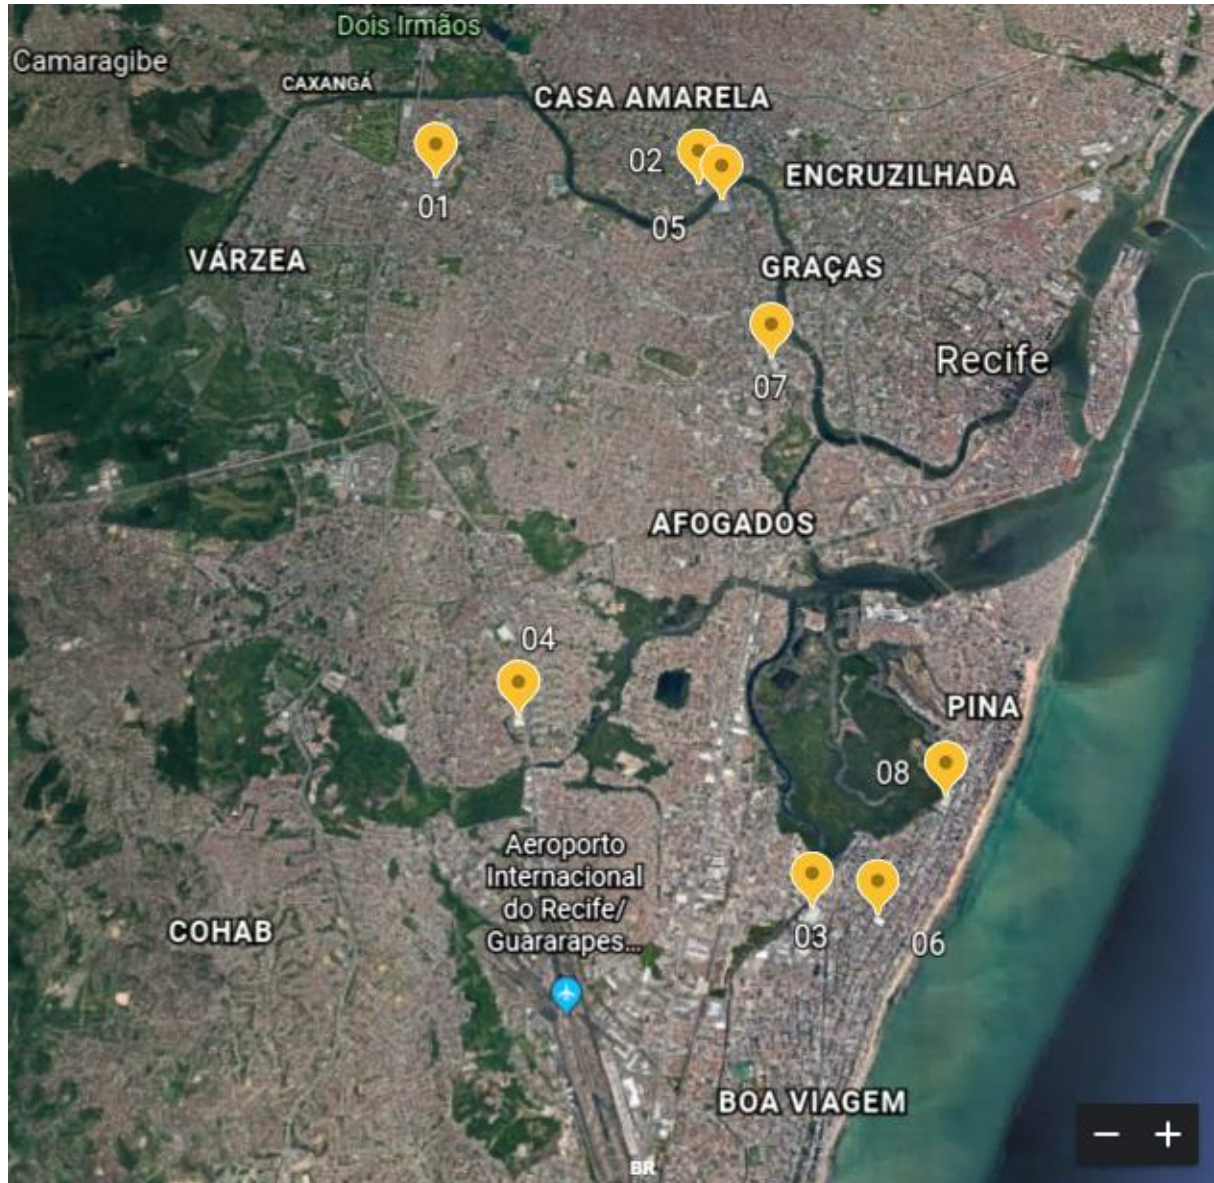 Dois Irmãos
Camaragibe
CAXANGÁ
CASA AMARELA
02
ENCRUZILHADA
01
05
VÁRZEA
GRAÇAS
Recife
07
AFOGADOS
04
PINA
08
Aeroporto
Internacional
do Recife/
Guararapes...
COHAB
03
06
BOA VIAGEM
BR
− +